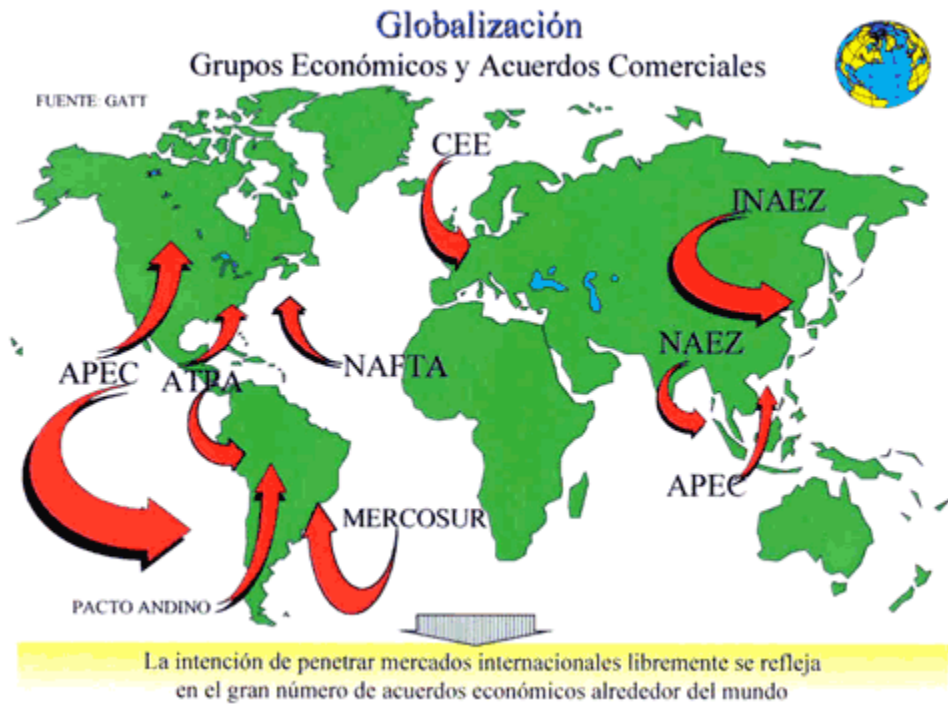 Globalización
Grupos Económicos y Acuerdos Comerciales
FUENTE: GATT
CEE
INAEZ
NAEZ
APEC
ATPA
NAFTA
APEC
MERCOSUR
PACTO ANDINO
La intención de penetrar mercados internacionales libremente se refleja
en el gran número de acuerdos económicos alrededor del mundo